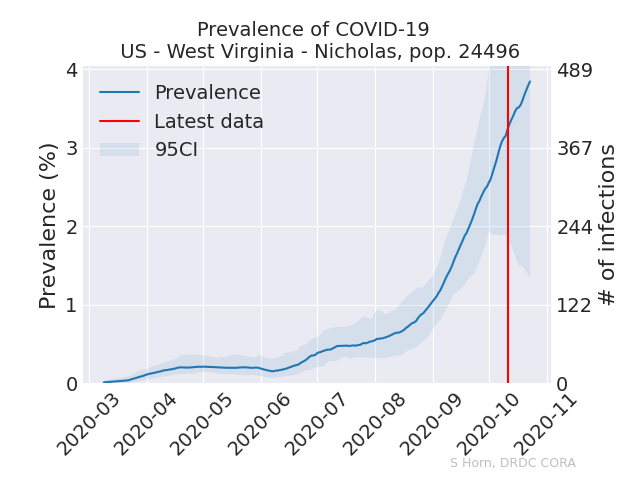 Prevalence of COVID-19
US - West Virginia - Nicholas, pop. 24496
Prevalence
Latest data
95CI
Prevalence (%)
4
3
2
1
0
489
367
244
122
0
# of infections
2020-03
2020-04
2020-05
2020-06
2020-07
2020-08
2020-09
2020-10
2020-11
S Horn, DRDC CORA